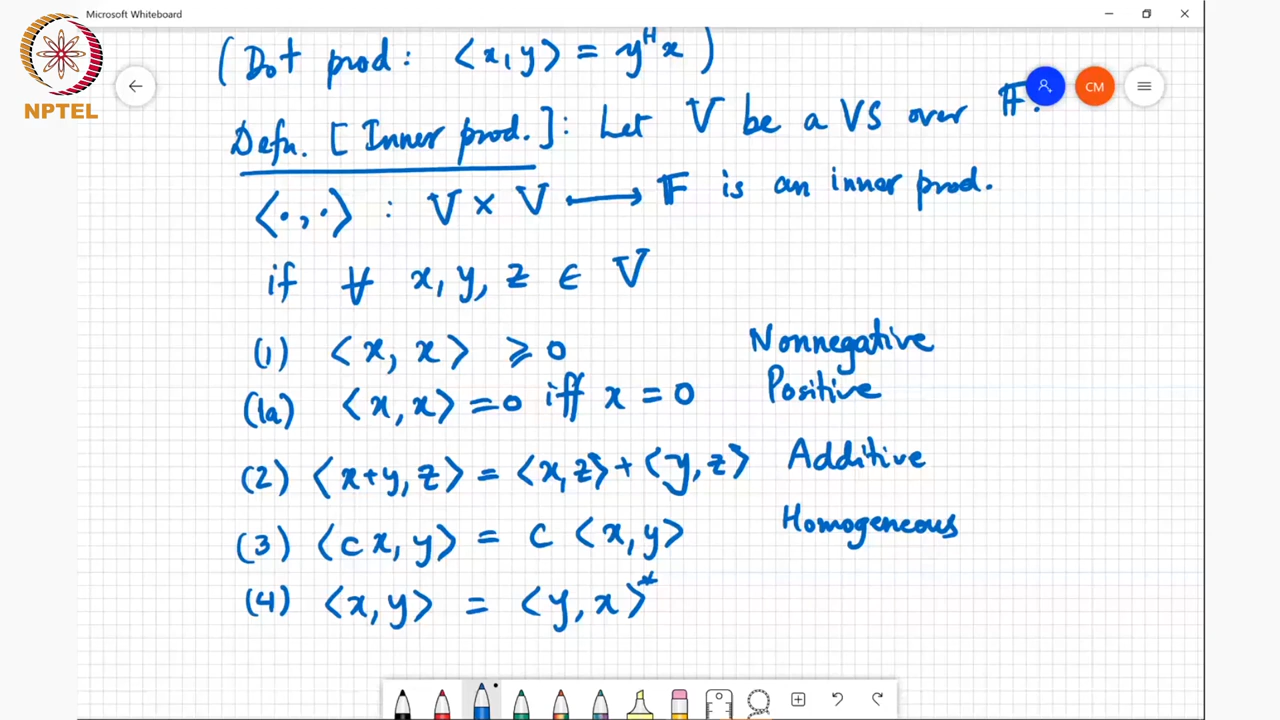 Microsoft Whiteboard
NPTEL
CM
(Dot prod: <x,y> = y^H x)
Defn. [Inner prod.]: Let V be a VS over F.
<·,·> : V × V ⟶ F is an inner prod.
if ∀ x, y, z ∈ V
(1) <x, x> ≥ 0 Nonnegative
(1a) <x,x> = 0 iff x = 0 Positive
(2) <x+y, z> = <x,z> + <y,z> Additive
(3) <cx, y> = c <x,y> Homogeneous
(4) <x,y> = <y,x>*